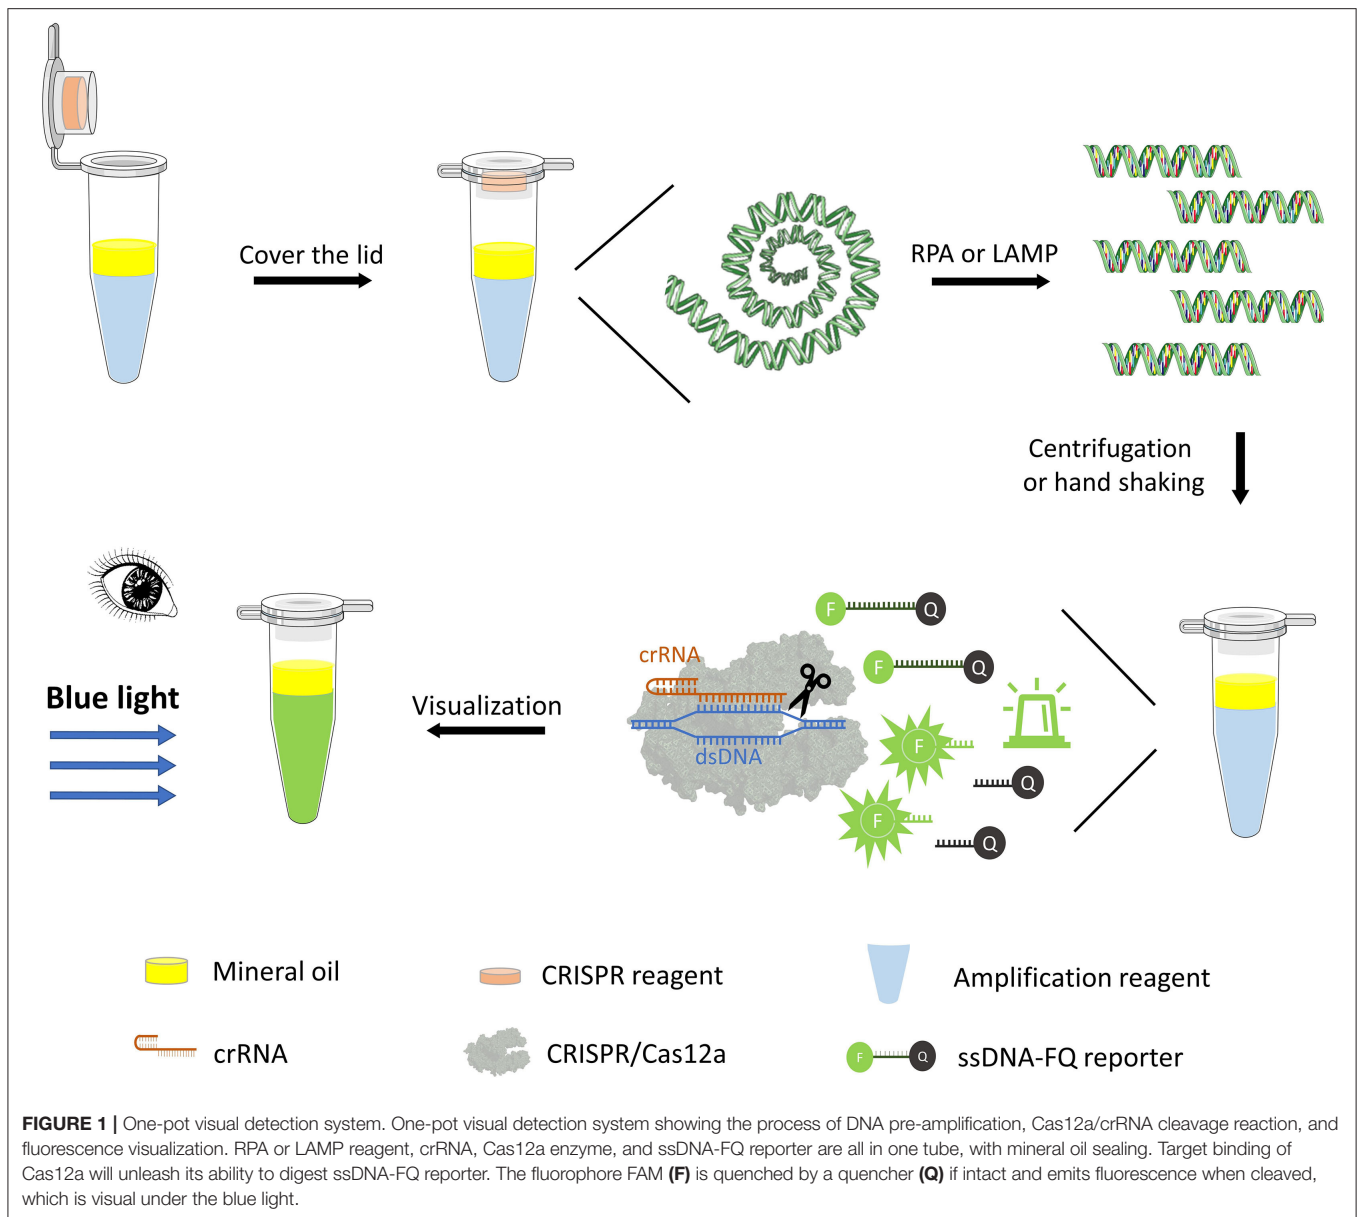 Cover the lid
RPA or LAMP
Centrifugation
or hand shaking
F
Q
F
Q
crRNA
dsDNA
F
Q
F
Q
Visualization
Blue light
Mineral oil
CRISPR reagent
Amplification reagent
crRNA
CRISPR/Cas12a
F
Q
ssDNA-FQ reporter
FIGURE 1 | One-pot visual detection system. One-pot visual detection system showing the process of DNA pre-amplification, Cas12a/crRNA cleavage reaction, and
fluorescence visualization. RPA or LAMP reagent, crRNA, Cas12a enzyme, and ssDNA-FQ reporter are all in one tube, with mineral oil sealing. Target binding of
Cas12a will unleash its ability to digest ssDNA-FQ reporter. The fluorophore FAM (F) is quenched by a quencher (Q) if intact and emits fluorescence when cleaved,
which is visual under the blue light.